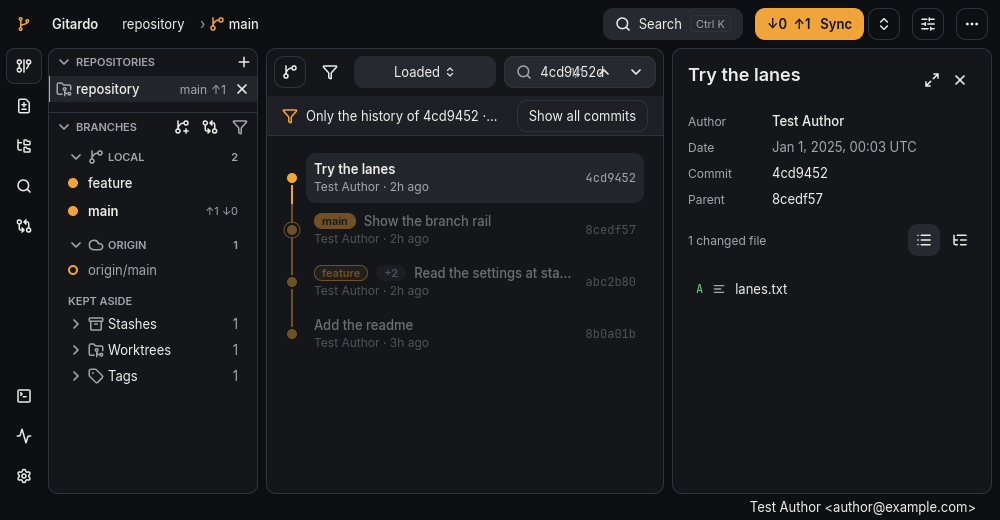 Gitardo repository › main
Search Ctrl K
↓0 ↑1 Sync
REPOSITORIES
repository main ↑1
BRANCHES
LOCAL 2
feature
main ↑1 ↓0
ORIGIN 1
origin/main
KEPT ASIDE
Stashes 1
Worktrees 1
Tags 1
Loaded
Only the history of 4cd9452 ·...
Show all commits
Try the lanes
Test Author · 2h ago
4cd9452
main Show the branch rail
Test Author · 2h ago
8cedf57
feature +2 Read the settings at sta...
Test Author · 2h ago
abc2b80
Add the readme
Test Author · 3h ago
8b0a01b
Try the lanes
Author Test Author
Date Jan 1, 2025, 00:03 UTC
Commit 4cd9452
Parent 8cedf57
1 changed file
A lanes.txt
Test Author <author@example.com>